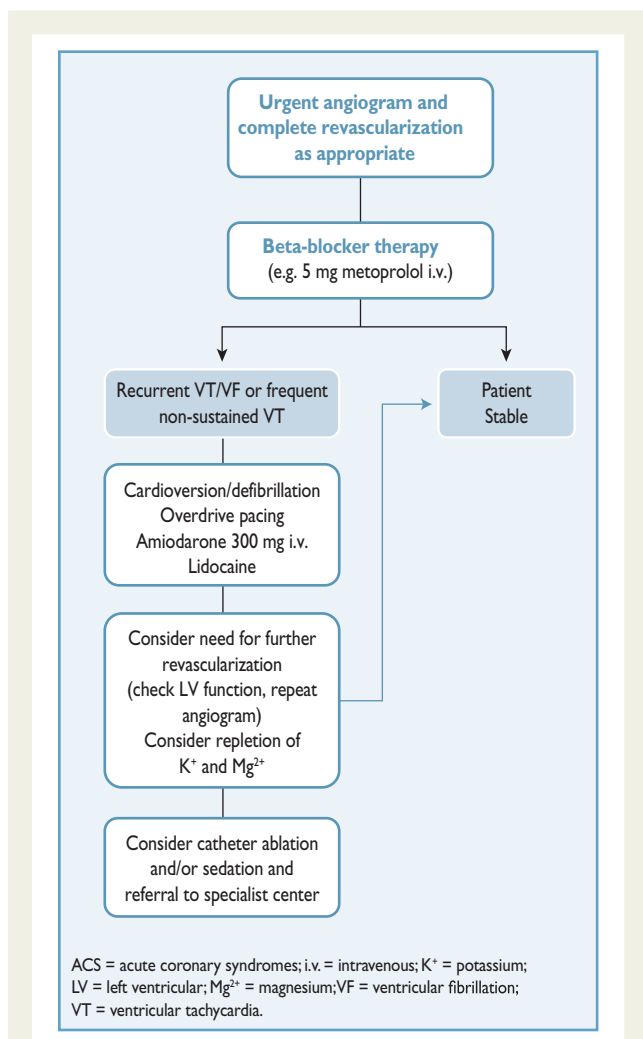 Urgent angiogram and
complete revascularization
as appropriate
Beta-blocker therapy
(e.g. 5 mg metoprolol i.v.)
Recurrent VT/VF or frequent
non-sustained VT
Patient
Stable
Cardioversion/defibrillation
Overdrive pacing
Amiodarone 300 mg i.v.
Lidocaine
Consider need for further
revascularization
(check LV function, repeat
angiogram)
Consider repletion of
K⁺ and Mg²⁺
Consider catheter ablation
and/or sedation and
referral to specialist center
ACS = acute coronary syndromes; i.v. = intravenous; K⁺ = potassium;
LV = left ventricular; Mg²⁺ = magnesium; VF = ventricular fibrillation;
VT = ventricular tachycardia.